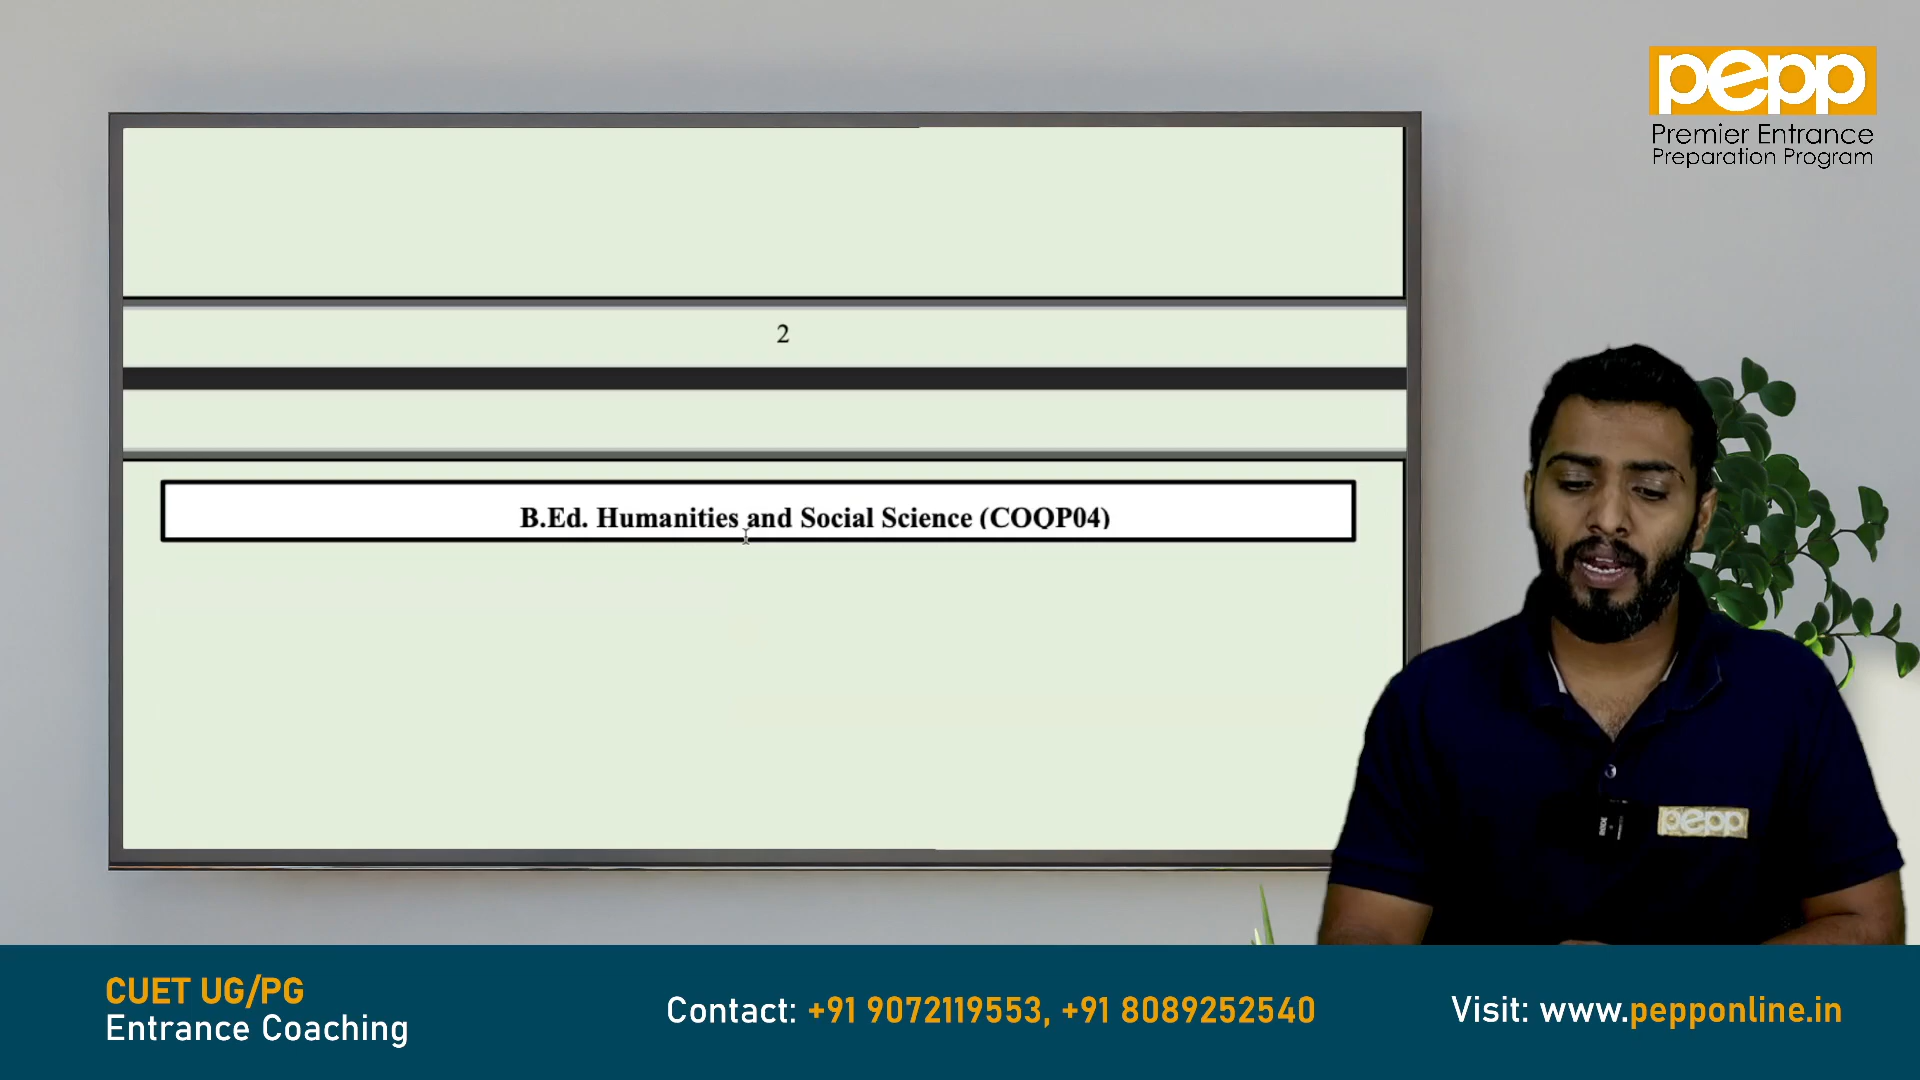 pepp
Premier Entrance
Preparation Program
2
B.Ed. Humanities and Social Science (COQP04)
pepp
CUET UG/PG
Entrance Coaching
Contact: +91 9072119553, +91 8089252540
Visit: www.pepponline.in